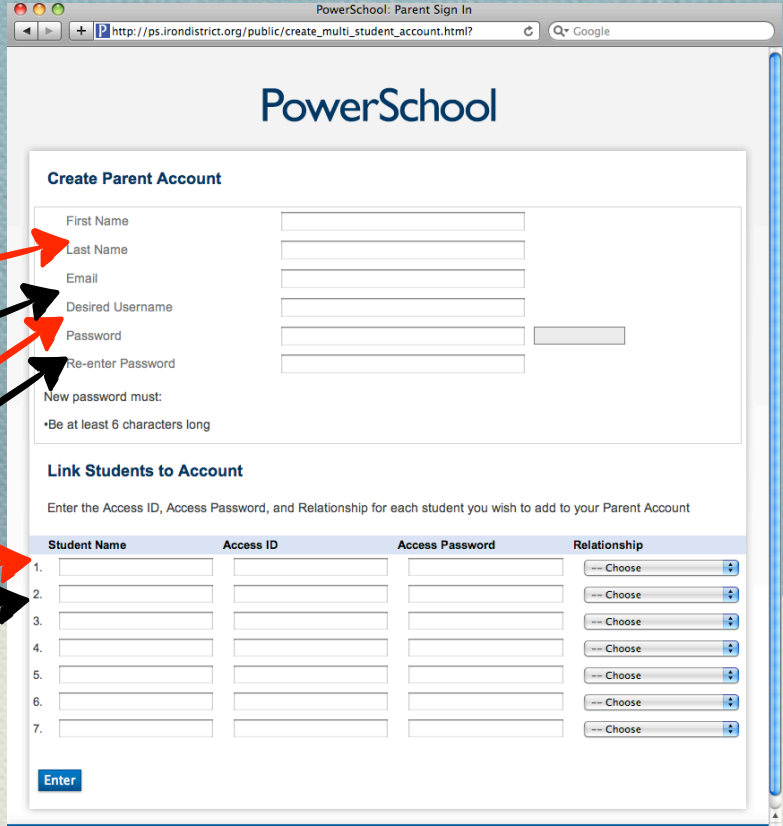 PowerSchool: Parent Sign In
http://ps.irondistrict.org/public/create_multi_student_account.html?
Google
PowerSchool
Create Parent Account
First Name
Last Name
Email
Desired Username
Password
Re-enter Password
New password must:
•Be at least 6 characters long
Link Students to Account
Enter the Access ID, Access Password, and Relationship for each student you wish to add to your Parent Account
Student Name Access ID Access Password Relationship
1. -- Choose
2. -- Choose
3. -- Choose
4. -- Choose
5. -- Choose
6. -- Choose
7. -- Choose
Enter